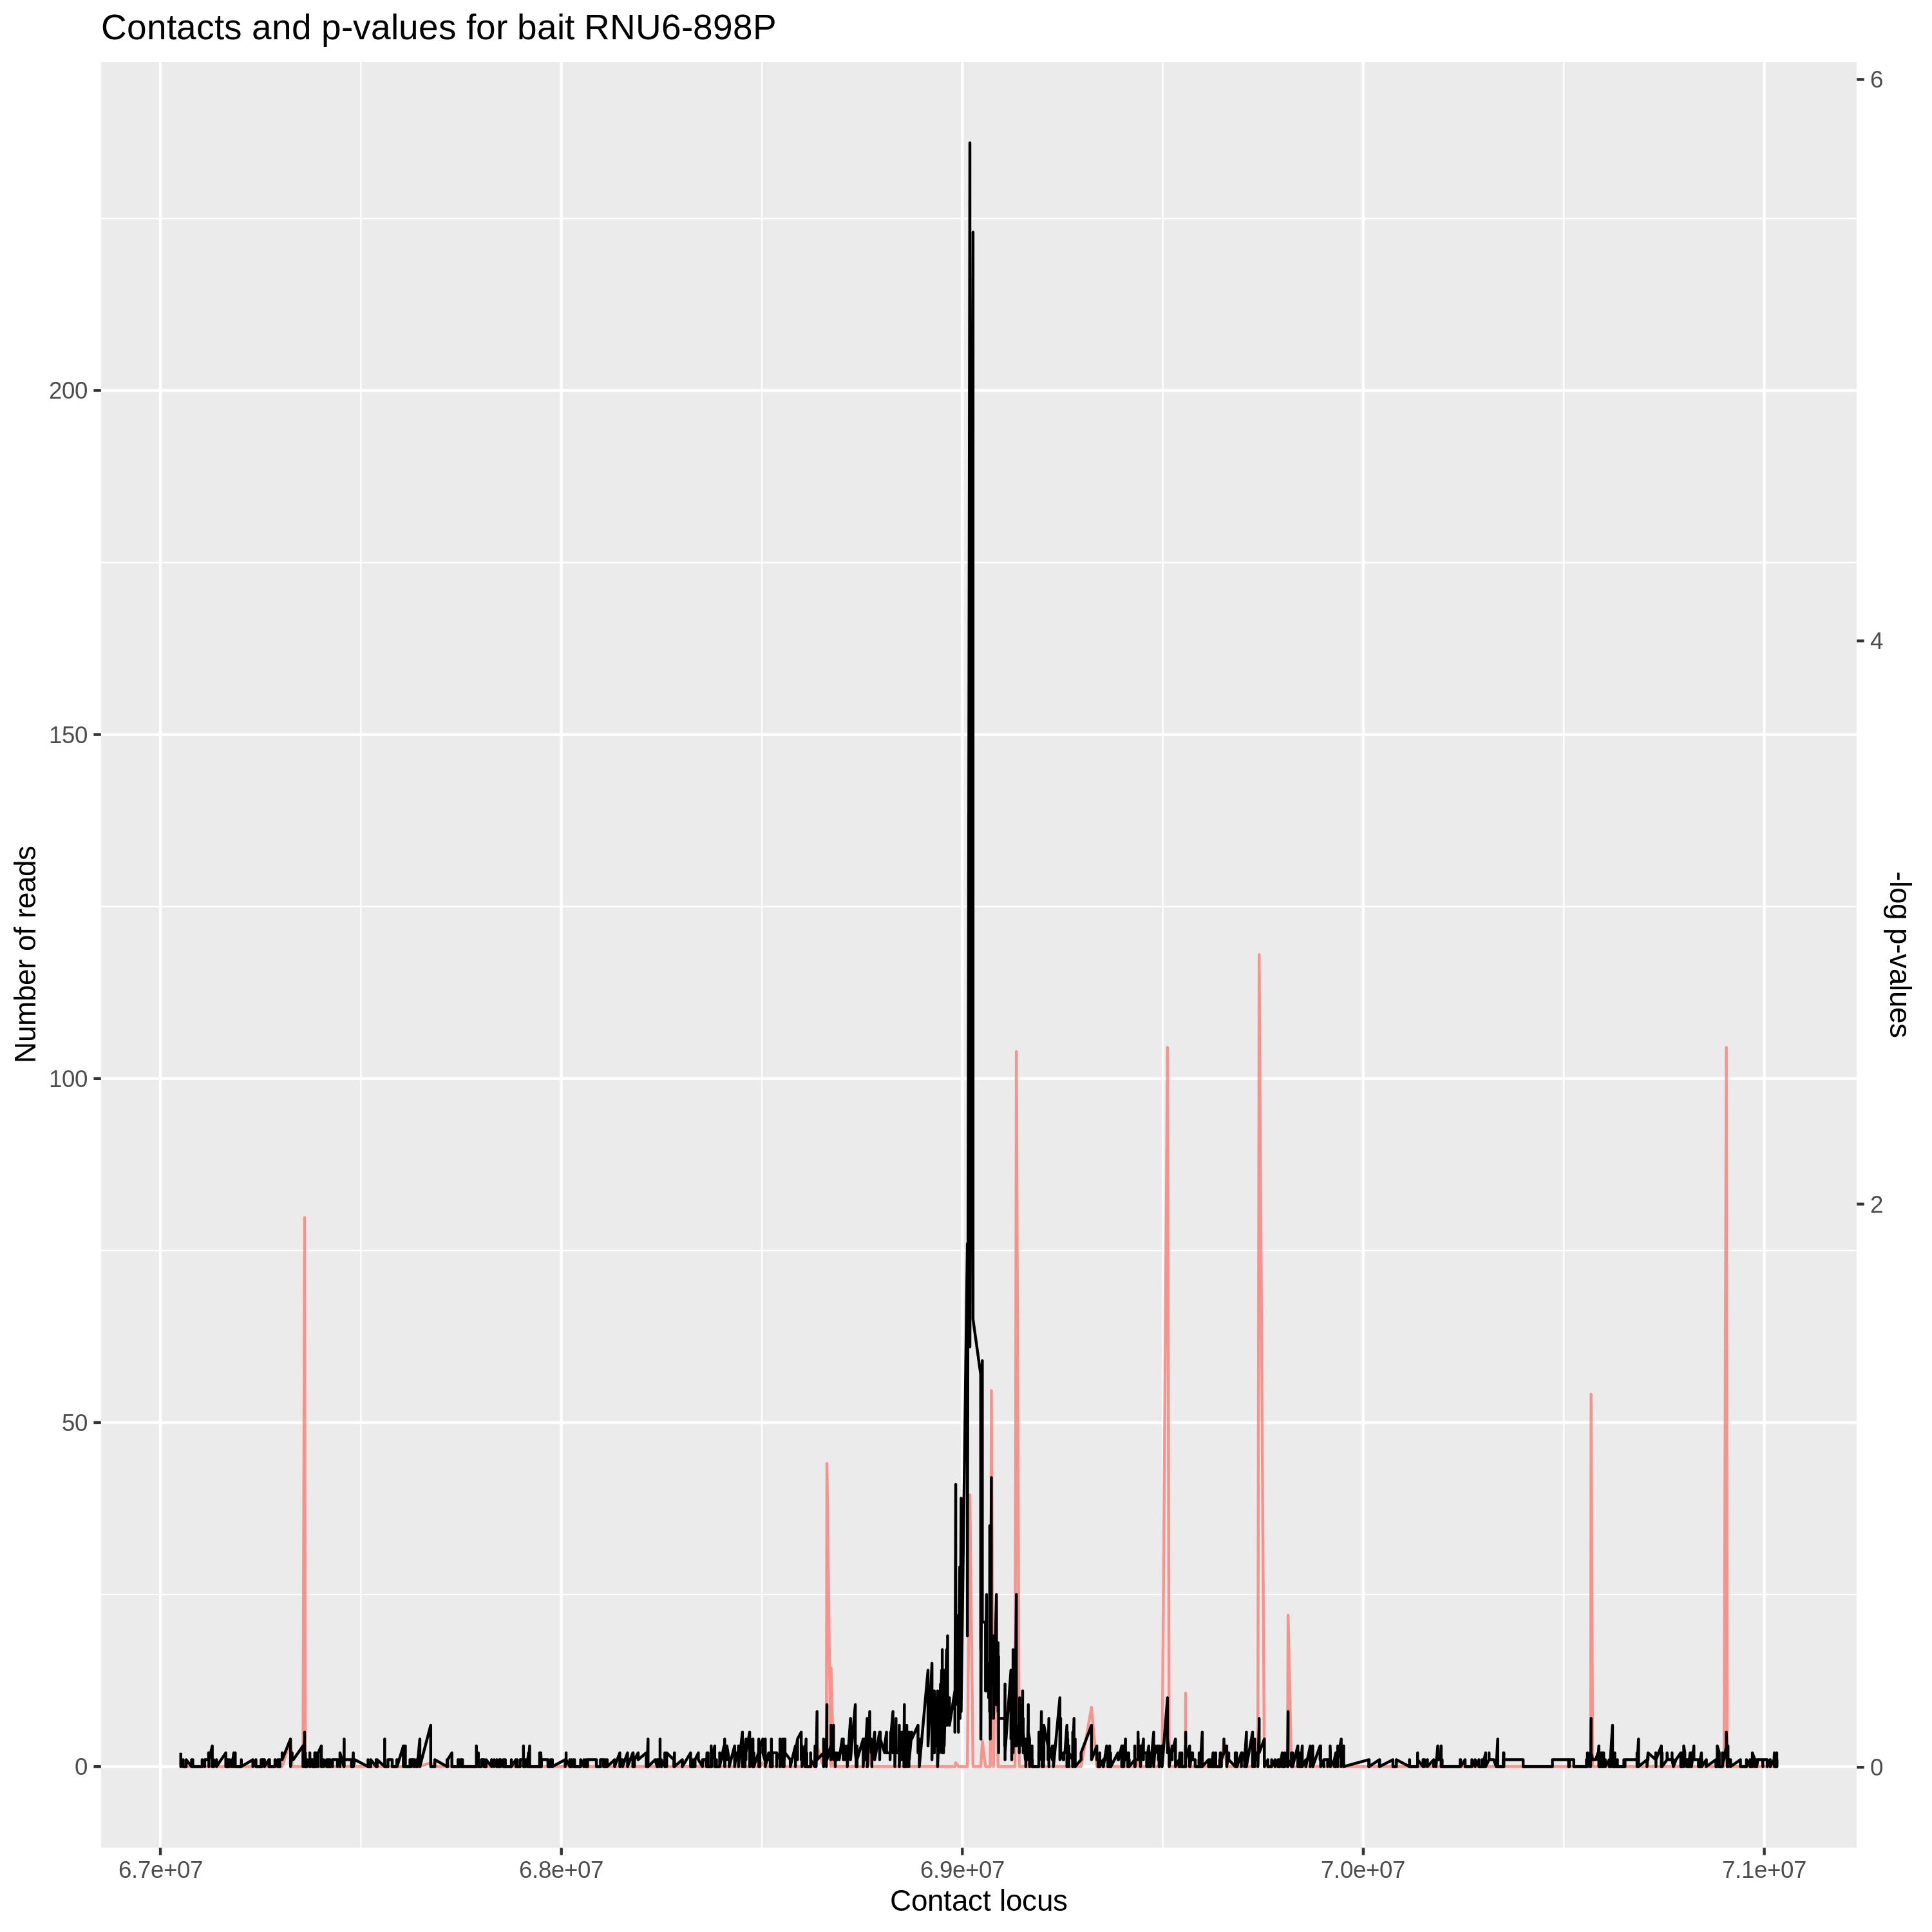 Contacts and p-values for bait RNU6-898P
Number of reads
200
150
100
50
0
6
4
2
0
-log p-values
6.7e+07
6.8e+07
6.9e+07
7.0e+07
7.1e+07
Contact locus